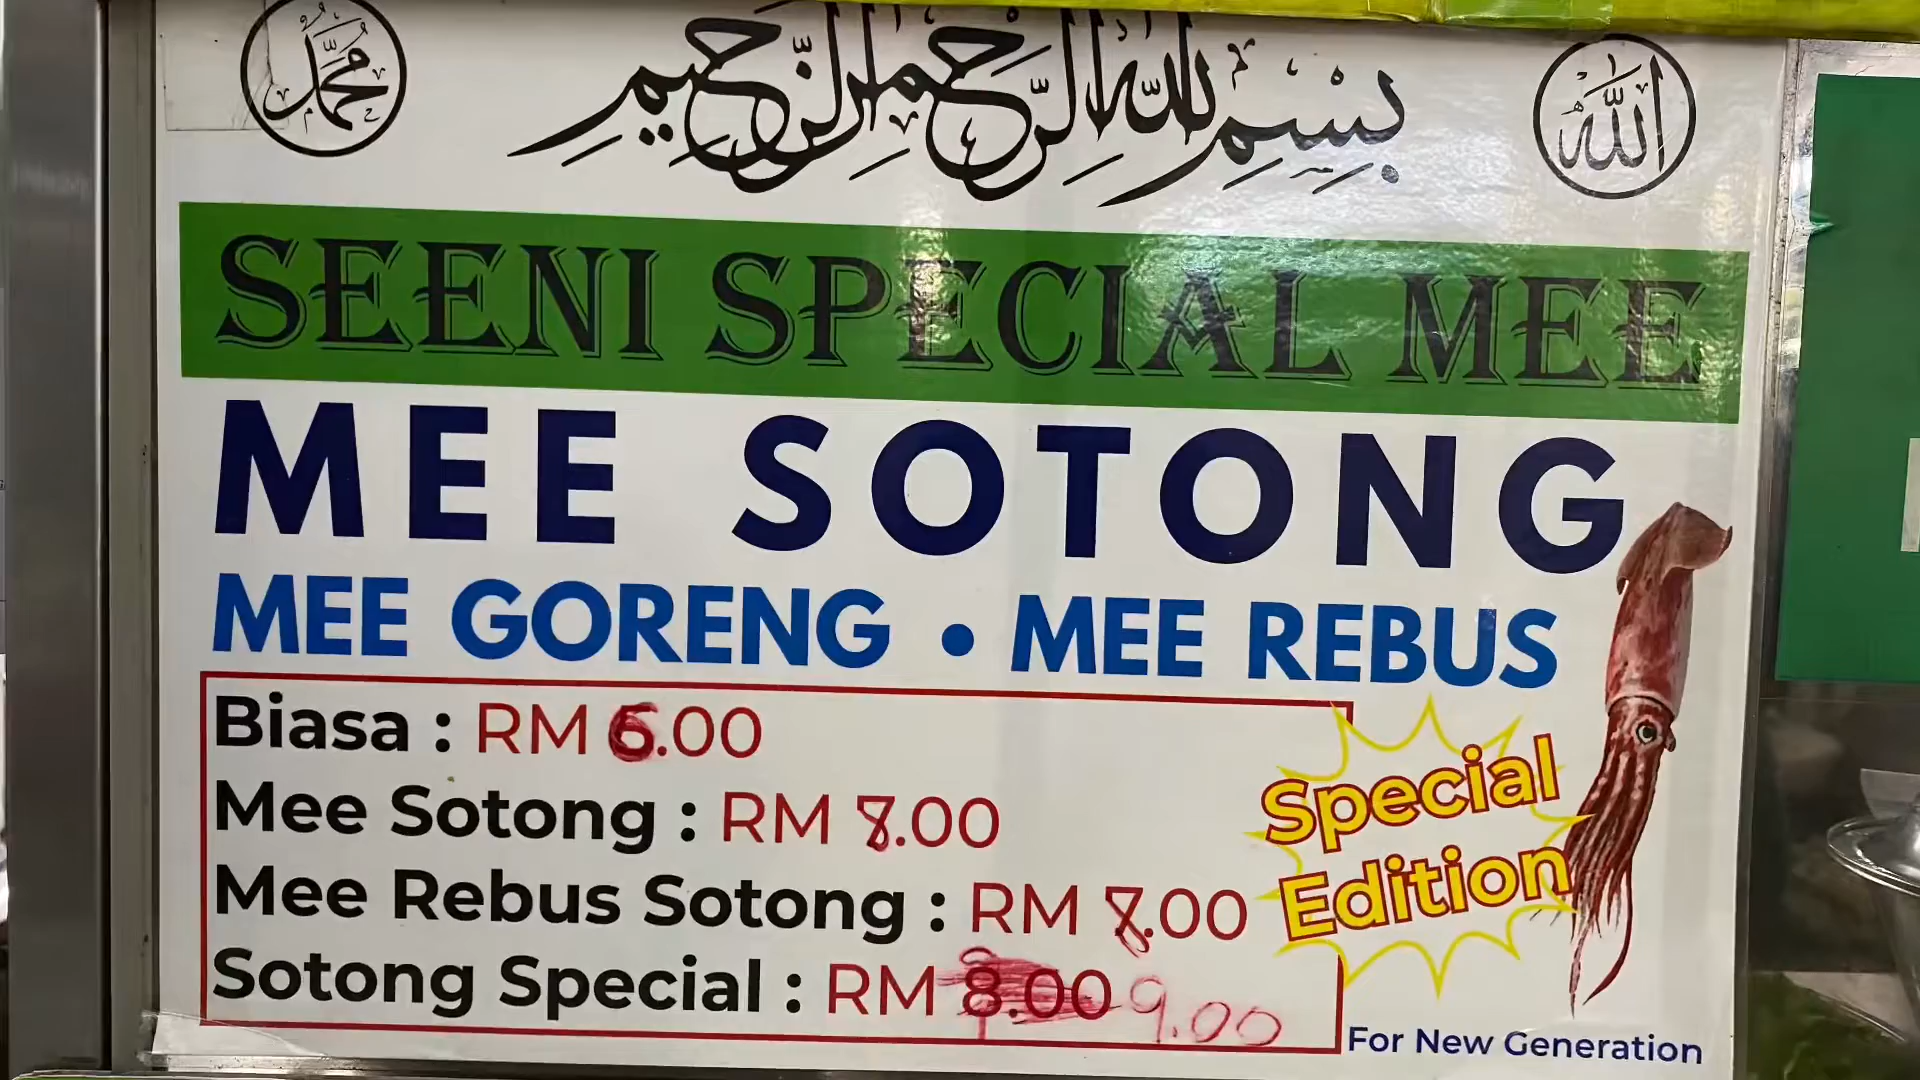 محمد بسم الله الرحمن الرحيم الله
SEENI SPECIAL MEE
MEE SOTONG
MEE GORENG • MEE REBUS
Biasa : RM 6.00
Mee Sotong : RM 8.00
Mee Rebus Sotong : RM 8.00
Sotong Special : RM 8.00 9.00
Special
Edition
For New Generation